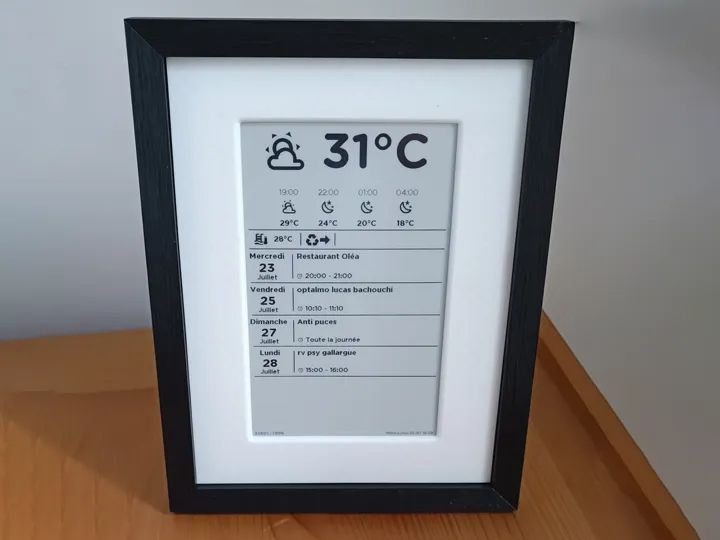 31°C
19:00 22:00 01:00 04:00
29°C 24°C 20°C 18°C
28°C
Mercredi
23
Juillet
Restaurant Oléa
20:00 - 21:00
Vendredi
25
Juillet
optalmo lucas bachouchi
10:10 - 11:10
Dimanche
27
Juillet
Anti puces
Toute la journée
Lundi
28
Juillet
rv psy gallargue
15:00 - 16:00